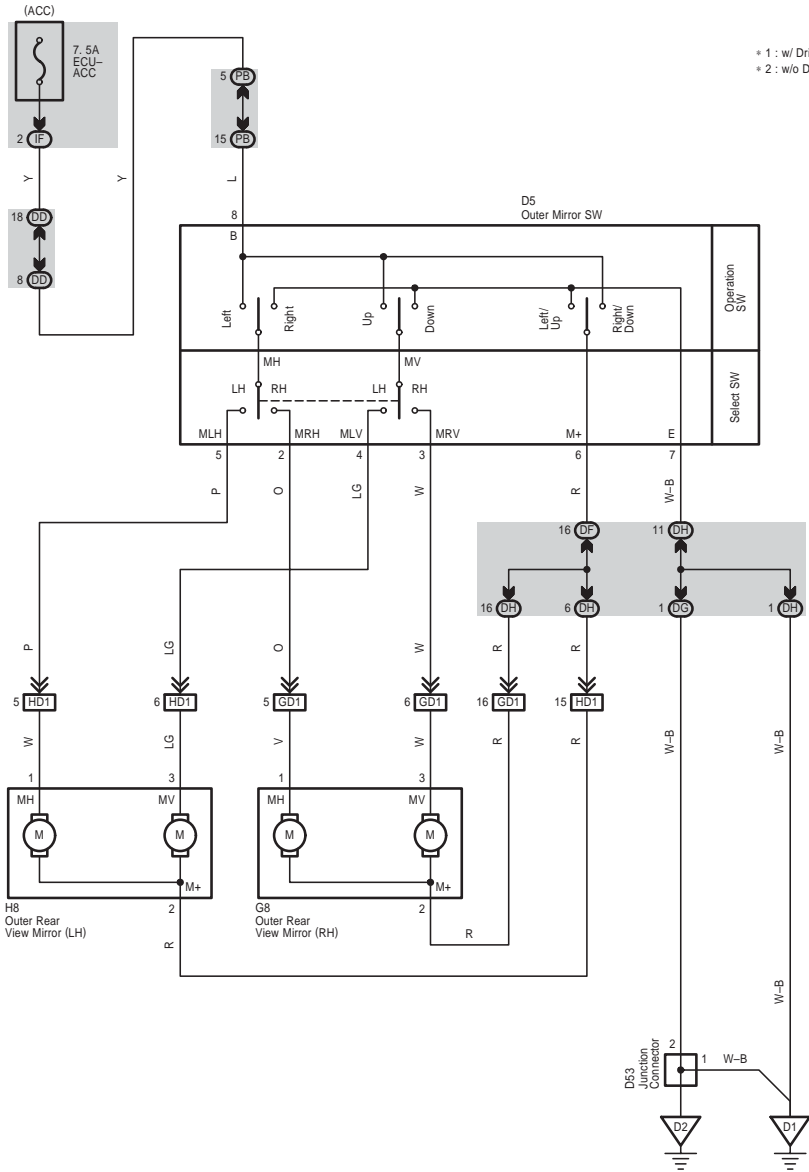 (ACC)
7. 5A
ECU–
ACC
2 IF
Y
Y
18 DD
8 DD
5 PB
15 PB
L
* 1 : w/ Dri
* 2 : w/o D
D5
Outer Mirror SW
8
B
Left
Right
Up
Down
Left/
Up
Right/
Down
Operation
SW
MH
MV
LH
RH
LH
RH
Select SW
MLH
MRH
MLV
MRV
M+
E
5
2
4
3
6
7
P
O
LG
W
R
W–B
16 DF
11 DH
16 DH
6 DH
1 DG
1 DH
P
LG
O
W
R
R
5 HD1
6 HD1
5 GD1
6 GD1
16 GD1
15 HD1
W
LG
V
W
R
R
W–B
W–B
1
3
1
3
MH
MV
MH
MV
M
M
M
M
M+
M+
H8
Outer Rear
View Mirror (LH)
2
G8
Outer Rear
View Mirror (RH)
2
R
R
W–B
D53
Junction
Connector
2
1
W–B
D2
D1